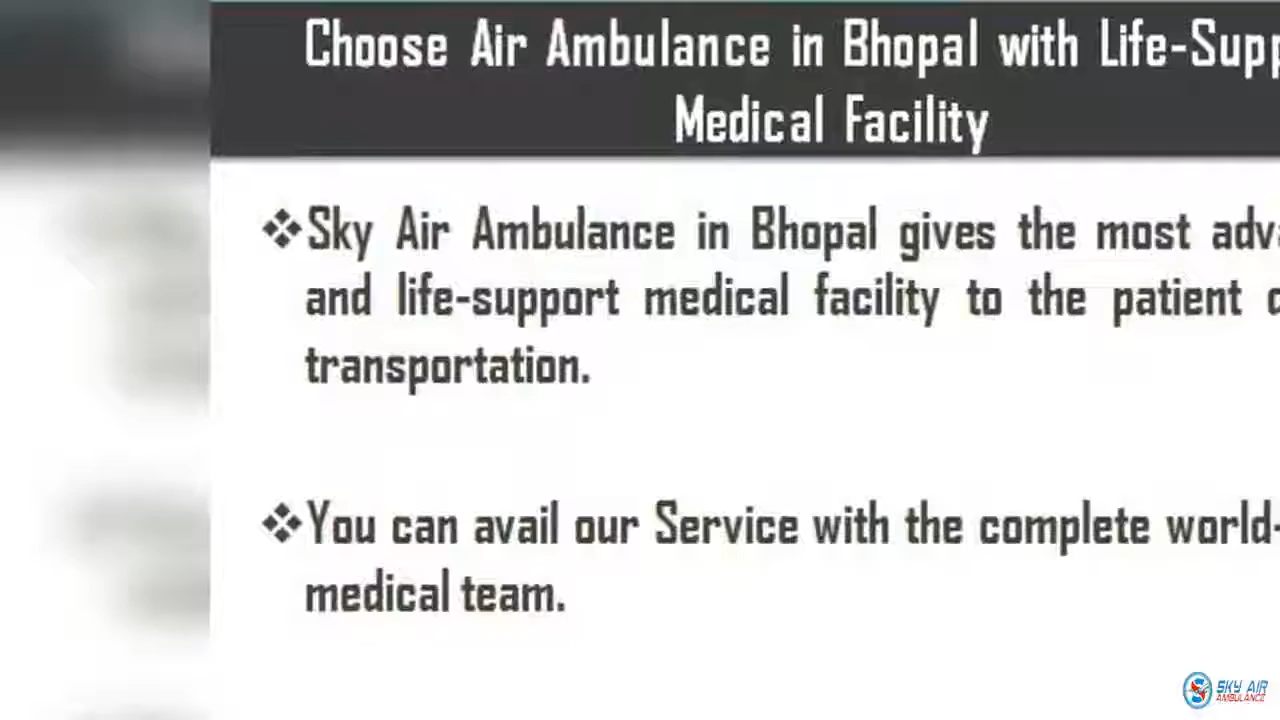 Choose Air Ambulance in Bhopal with Life-Supp
Medical Facility
❖Sky Air Ambulance in Bhopal gives the most adva
and life-support medical facility to the patient
transportation.
❖You can avail our Service with the complete world-
medical team.
SKY AIR
AMBULANCE